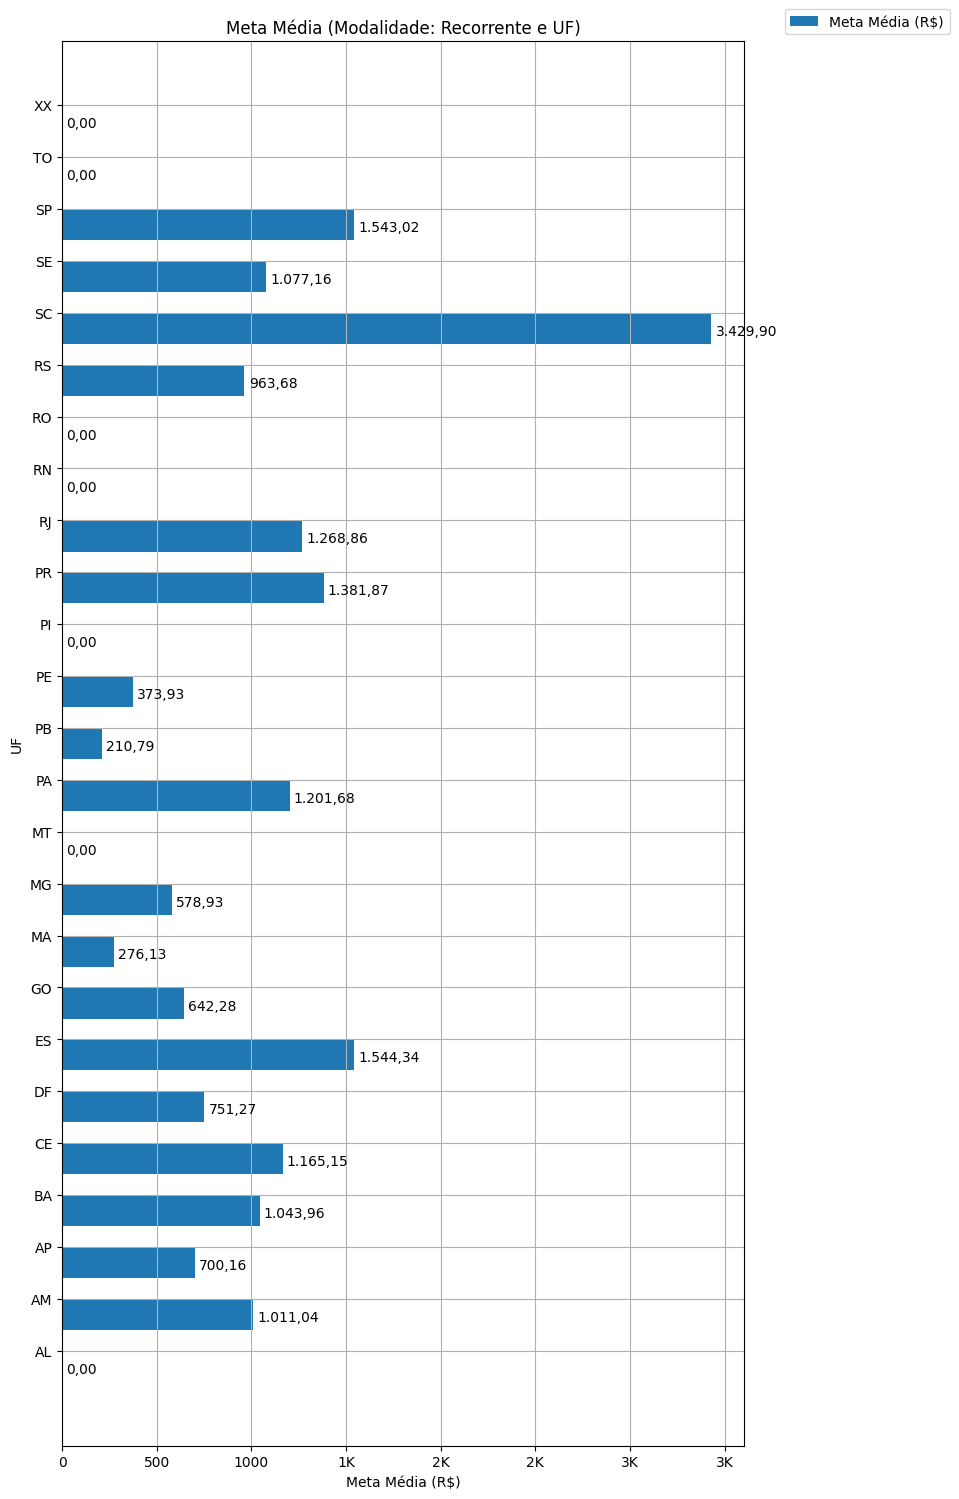 Meta Média (Modalidade: Recorrente e UF)
Meta Média (R$)
XX
0,00
TO
0,00
SP
1.543,02
SE
1.077,16
SC
3.429,90
RS
963,68
RO
0,00
RN
0,00
RJ
1.268,86
PR
1.381,87
PI
0,00
PE
373,93
PB
210,79
PA
1.201,68
MT
0,00
MG
578,93
MA
276,13
GO
642,28
ES
1.544,34
DF
751,27
CE
1.165,15
BA
1.043,96
AP
700,16
AM
1.011,04
AL
0,00
UF
0 500 1000 1K 2K 2K 3K 3K
Meta Média (R$)